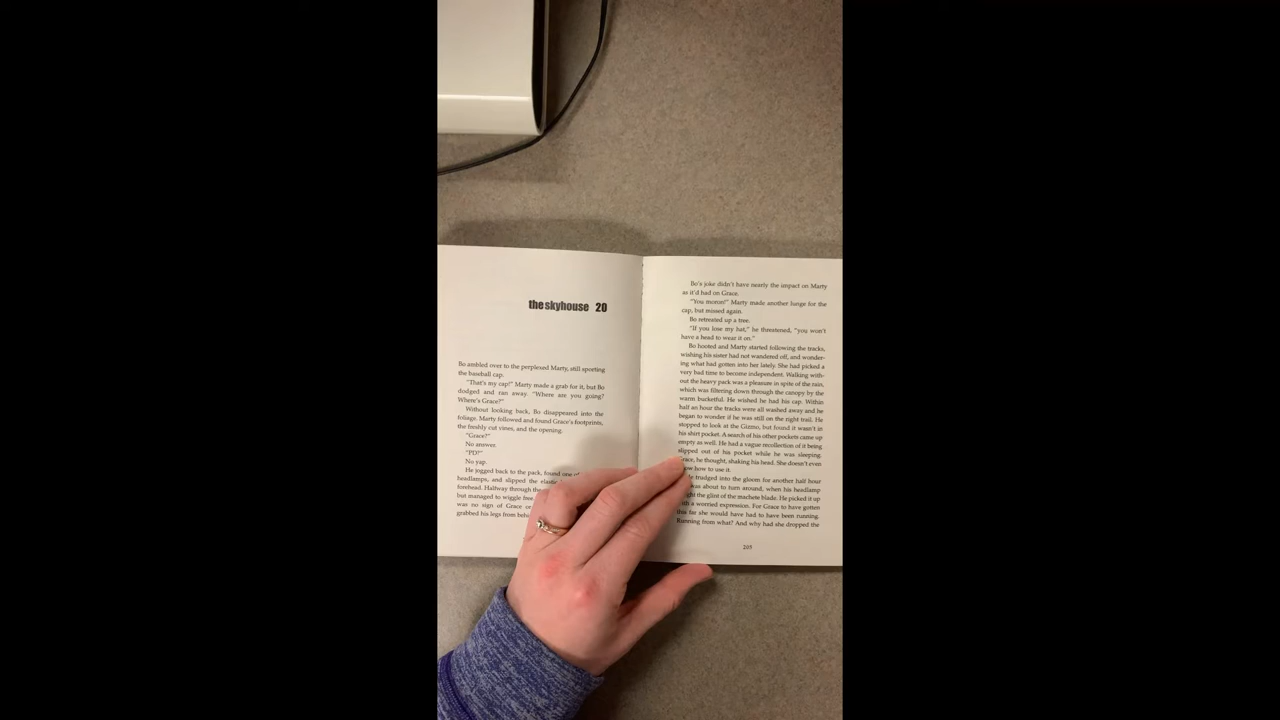 the skyhouse 20
Bo ambled over to the perplexed Marty, still sporting
the baseball cap.
"That's my cap!" Marty made a grab for it, but Bo
dodged and ran away. "Where are you going?
Where's Grace?"
Without looking back, Bo disappeared into the
foliage. Marty followed and found Grace's footprints,
the freshly cut vines, and the opening.
"Grace?"
No answer.
"PD?"
No yap.
He jogged back to the pack, found one of
headlamps, and slipped the elastic
forehead. Halfway through the
but managed to wiggle free
was no sign of Grace or
grabbed his legs from
Bo's joke didn't have nearly the impact on Marty
as it'd had on Grace.
"You moron!" Marty made another lunge for the
cap, but missed again.
Bo retreated up a tree.
"If you lose my hat," he threatened, "you won't
have a head to wear it on."
Bo hooted and Marty started following the tracks,
wishing his sister had not wandered off, and wonder-
ing what had gotten into her lately. She had picked a
very bad time to become independent. Walking with-
out the heavy pack was a pleasure in spite of the rain,
which was filtering down through the canopy by the
warm bucketful. He wished he had his cap. Within
half an hour the tracks were all washed away and he
began to wonder if he was still on the right trail. He
stopped to look at the Gizmo, but found it wasn't in
his shirt pocket. A search of his other pockets came up
empty as well. He had a vague recollection of it being
slipped out of his pocket while he was sleeping.
Grace, he thought, shaking his head. She doesn't even
how to use it.
trudged into the gloom for another half hour
was about to turn around, when his headlamp
the glint of the machete blade. He picked it up
a worried expression. For Grace to have gotten
this far she would have had to have been running.
Running from what? And why had she dropped the
205